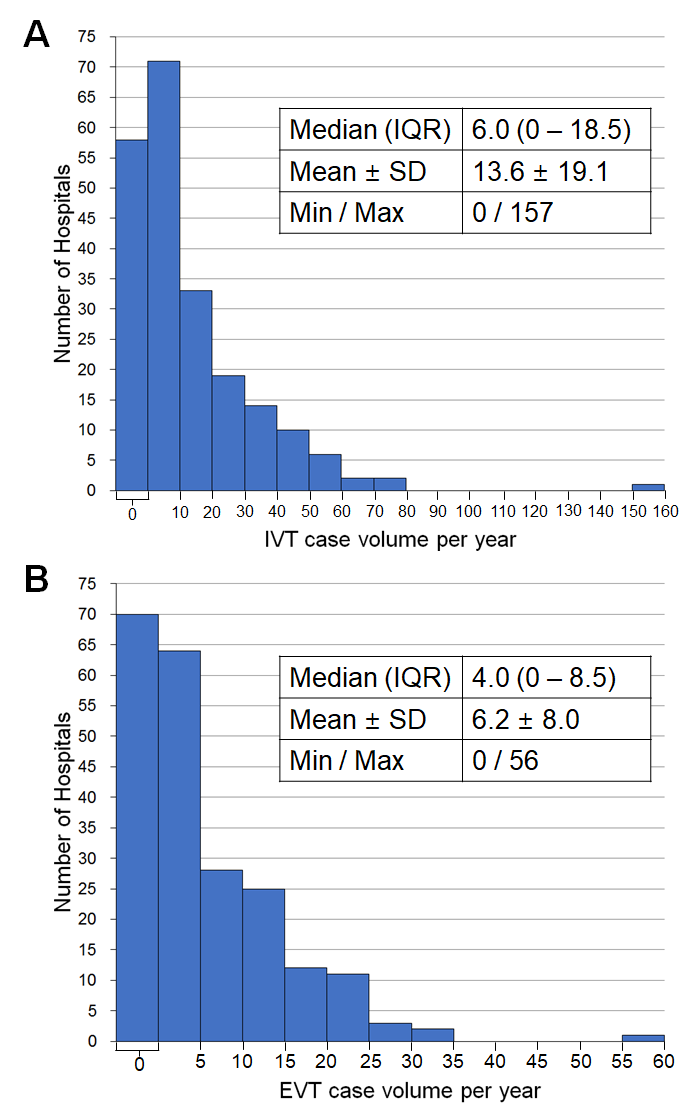 A
75
70
65
60
55
50
45
40
35
30
25
20
15
10
5
0
Number of Hospitals
Median (IQR) 6.0 (0 – 18.5)
Mean ± SD 13.6 ± 19.1
Min / Max 0 / 157
0 10 20 30 40 50 60 70 80 90 100 110 120 130 140 150 160
IVT case volume per year
B
75
70
65
60
55
50
45
40
35
30
25
20
15
10
5
0
Number of Hospitals
Median (IQR) 4.0 (0 – 8.5)
Mean ± SD 6.2 ± 8.0
Min / Max 0 / 56
0 5 10 15 20 25 30 35 40 45 50 55 60
EVT case volume per year